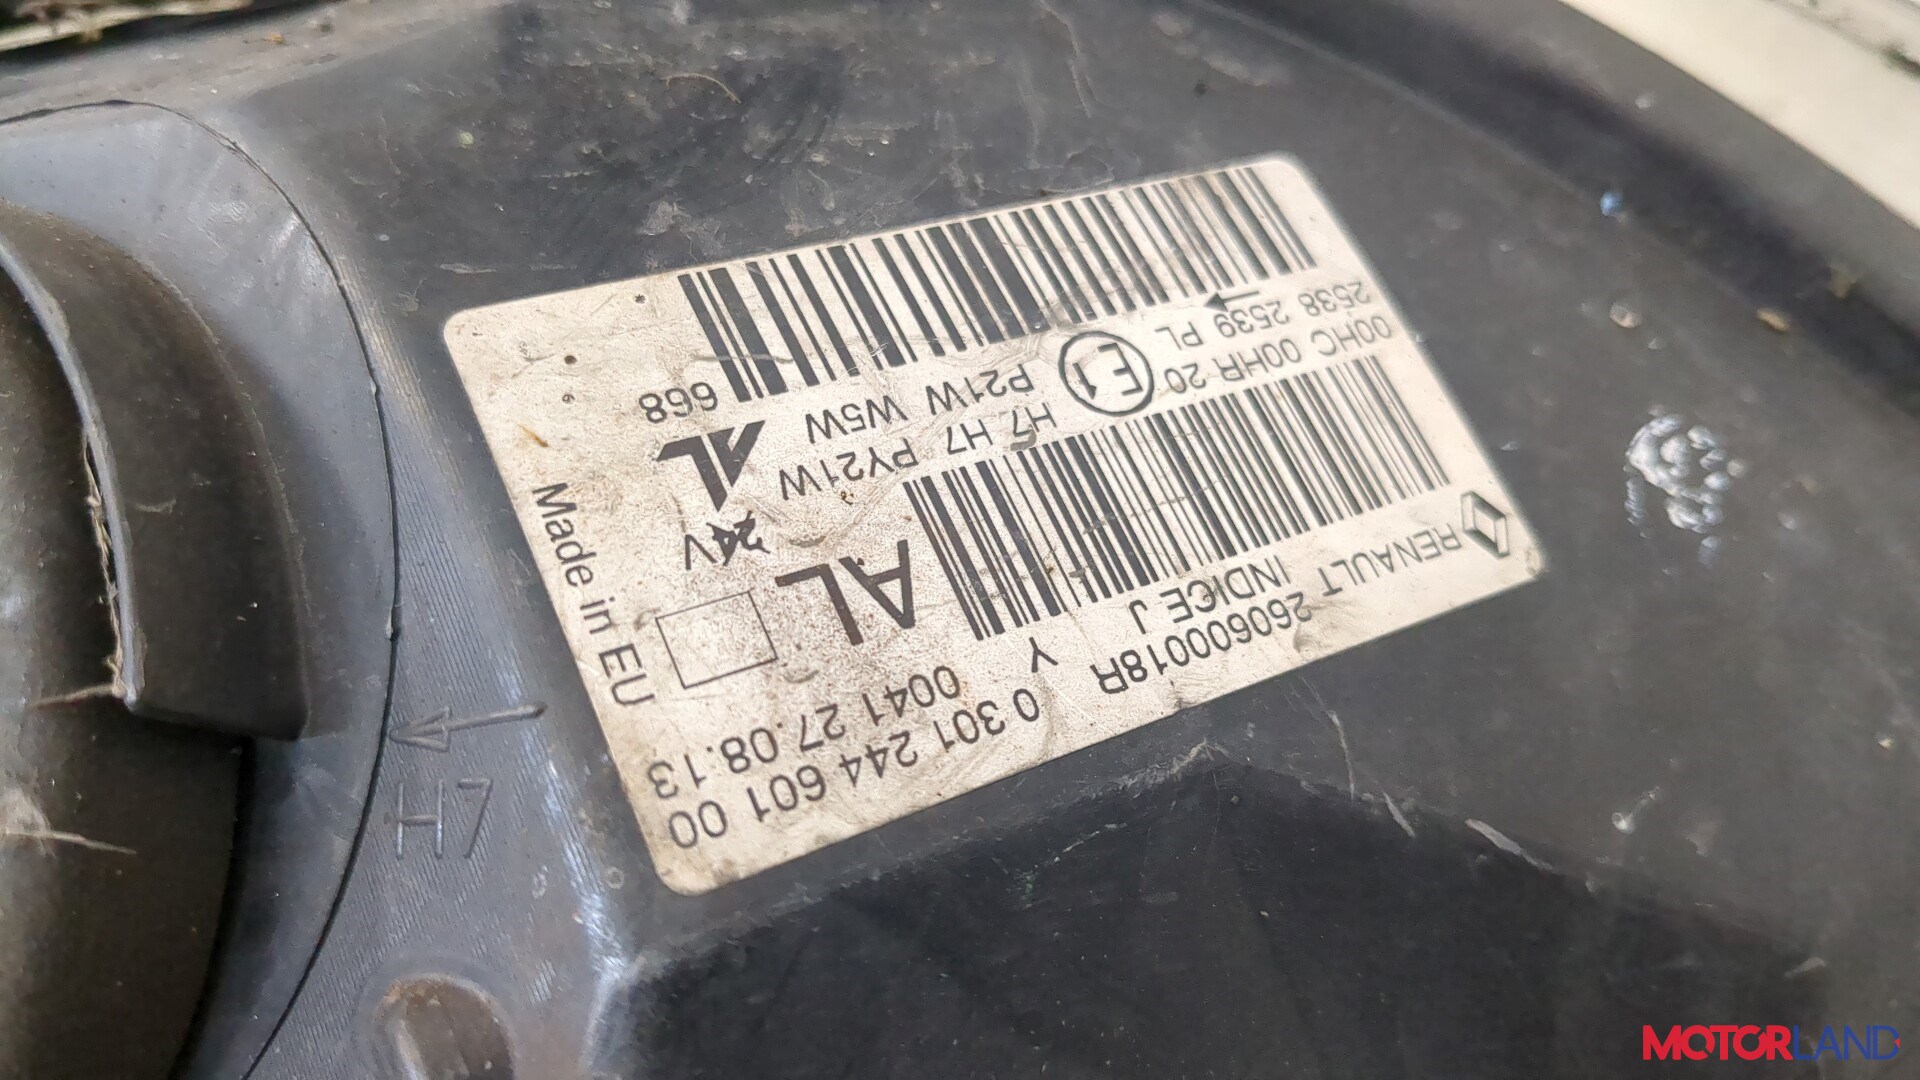 RENAULT 260600018R 0 301 244 601 00
INDICE J Y 0041 27.08.13
AL
24V
00HC 00HR 20 H7 H7 PY21W
2538 2539 PL P21W W5W
E1
AL
668
Made in EU
H7
MOTORLAND